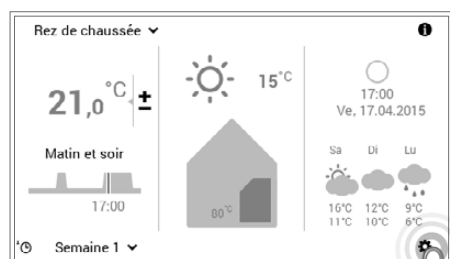 Rez de chaussée
21,0°C ±
15°C
17:00
Ve, 17.04.2015
Matin et soir
17:00
80°C
Sa Di Lu
16°C 12°C 9°C
11°C 10°C 6°C
Semaine 1